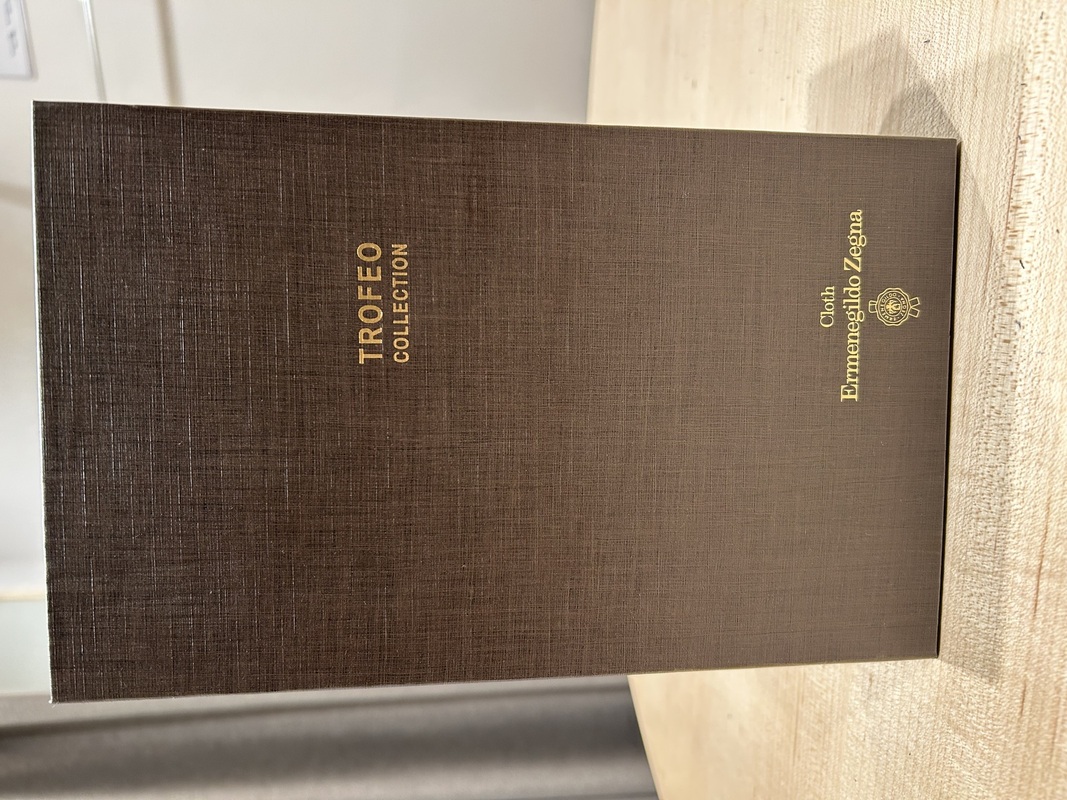 TROFEO
COLLECTION
Cloth
Ermenegildo Zegna